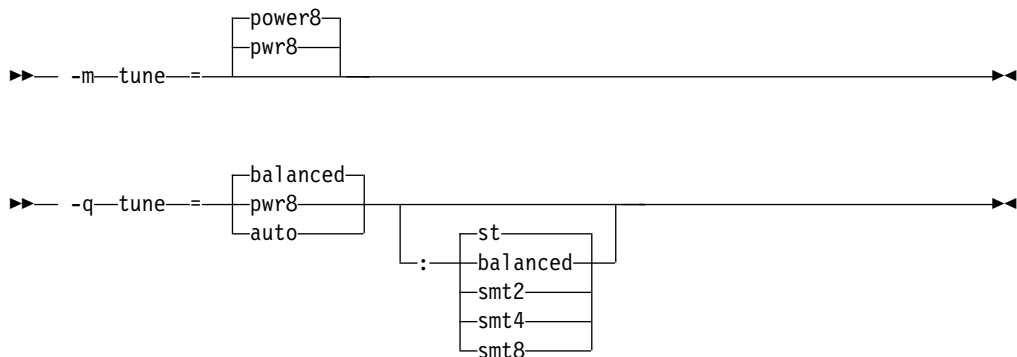 power8
pwr8
-m tune =
balanced
-q tune = pwr8
auto
st
: balanced
smt2
smt4
smt8